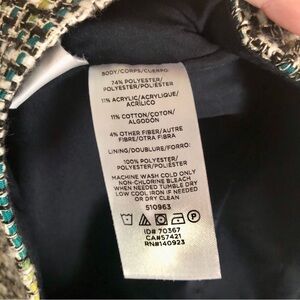 BODY/CORPS/CUERPO:
74% POLYESTER/
POLYESTER/POLIÉSTER
11% ACRYLIC/ACRYLIQUE/
ACRÍLICO
11% COTTON/COTON/
ALGODÓN
4% OTHER FIBER/AUTRE
FIBRE/OTRA FIBRA
LINING/DOUBLURE/FORRO:
100% POLYESTER/
POLYESTER/POLIÉSTER
MACHINE WASH COLD ONLY
NON-CHLORINE BLEACH
WHEN NEEDED TUMBLE DRY
LOW COOL IRON IF NEEDED
OR DRY CLEAN
510963
ID# 70367
CA#57421
RN#140923